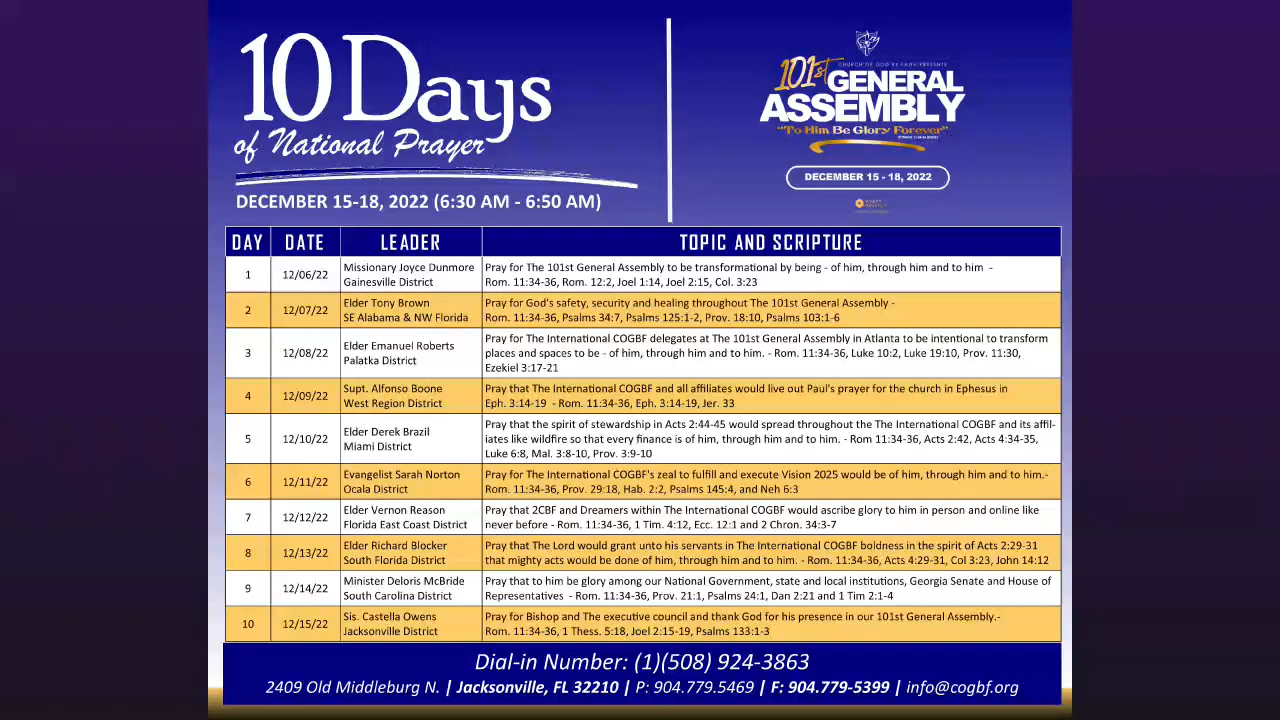 10 Days
of National Prayer
DECEMBER 15-18, 2022 (6:30 AM - 6:50 AM)
CHURCH OF GOD BY FAITH PRESENTS
101st GENERAL
ASSEMBLY
"To Him Be Glory Forever"
DECEMBER 15 - 18, 2022
DAY DATE LEADER TOPIC AND SCRIPTURE
1 12/06/22 Missionary Joyce Dunmore
Gainesville District
Pray for The 101st General Assembly to be transformational by being - of him, through him and to him -
Rom. 11:34-36, Rom. 12:2, Joel 1:14, Joel 2:15, Col. 3:23
2 12/07/22 Elder Tony Brown
SE Alabama & NW Florida
Pray for God's safety, security and healing throughout The 101st General Assembly -
Rom. 11:34-36, Psalms 34:7, Psalms 125:1-2, Prov. 18:10, Psalms 103:1-6
3 12/08/22 Elder Emanuel Roberts
Palatka District
Pray for The International COGBF delegates at The 101st General Assembly in Atlanta to be intentional to transform
places and spaces to be - of him, through him and to him. - Rom. 11:34-36, Luke 10:2, Luke 19:10, Prov. 11:30,
Ezekiel 3:17-21
4 12/09/22 Supt. Alfonso Boone
West Region District
Pray that The International COGBF and all affiliates would live out Paul's prayer for the church in Ephesus in
Eph. 3:14-19 - Rom. 11:34-36, Eph. 3:14-19, Jer. 33
5 12/10/22 Elder Derek Brazil
Miami District
Pray that the spirit of stewardship in Acts 2:44-45 would spread throughout the The International COGBF and its affil-
iates like wildfire so that every finance is of him, through him and to him. - Rom 11:34-36, Acts 2:42, Acts 4:34-35,
Luke 6:8, Mal. 3:8-10, Prov. 3:9-10
6 12/11/22 Evangelist Sarah Norton
Ocala District
Pray for The International COGBF's zeal to fulfill and execute Vision 2025 would be of him, through him and to him.-
Rom. 11:34-36, Prov. 29:18, Hab. 2:2, Psalms 145:4, and Neh 6:3
7 12/12/22 Elder Vernon Reason
Florida East Coast District
Pray that 2CBF and Dreamers within The International COGBF would ascribe glory to him in person and online like
never before - Rom. 11:34-36, 1 Tim. 4:12, Ecc. 12:1 and 2 Chron. 34:3-7
8 12/13/22 Elder Richard Blocker
South Florida District
Pray that The Lord would grant unto his servants in The International COGBF boldness in the spirit of Acts 2:29-31
that mighty acts would be done of him, through him and to him. - Rom. 11:34-36, Acts 4:29-31, Col 3:23, John 14:12
9 12/14/22 Minister Deloris McBride
South Carolina District
Pray that to him be glory among our National Government, state and local institutions, Georgia Senate and House of
Representatives - Rom. 11:34-36, Prov. 21:1, Psalms 24:1, Dan 2:21 and 1 Tim 2:1-4
10 12/15/22 Sis. Castella Owens
Jacksonville District
Pray for Bishop and The executive council and thank God for his presence in our 101st General Assembly.-
Rom. 11:34-36, 1 Thess. 5:18, Joel 2:15-19, Psalms 133:1-3
Dial-in Number: (1)(508) 924-3863
2409 Old Middleburg N. | Jacksonville, FL 32210 | P: 904.779.5469 | F: 904.779-5399 | info@cogbf.org